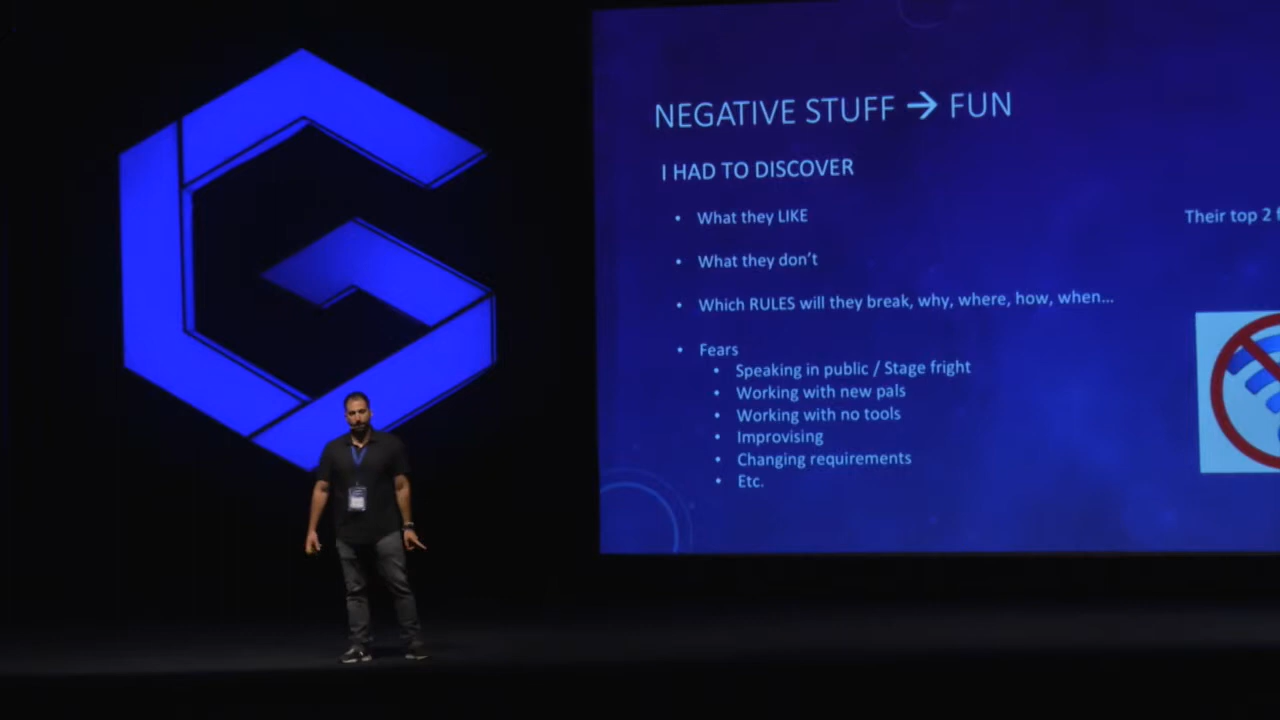 NEGATIVE STUFF → FUN
I HAD TO DISCOVER
• What they LIKE
Their top 2
• What they don't
• Which RULES will they break, why, where, how, when...
• Fears
• Speaking in public / Stage fright
• Working with new pals
• Working with no tools
• Improvising
• Changing requirements
• Etc.